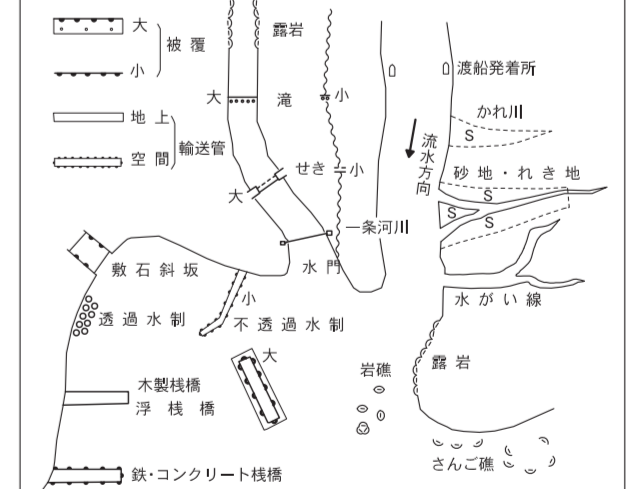 大
小
被覆
地上
空間
輸送管
露岩
大
滝
小
せき
小
大
一条河川
水門
渡船発着所
かれ川
S
流水方向
砂地・れき地
S
S
S
水がい線
敷石斜坂
透過水制
小
不透過水制
大
木製桟橋
浮桟橋
鉄・コンクリート桟橋
岩礁
露岩
さんご礁